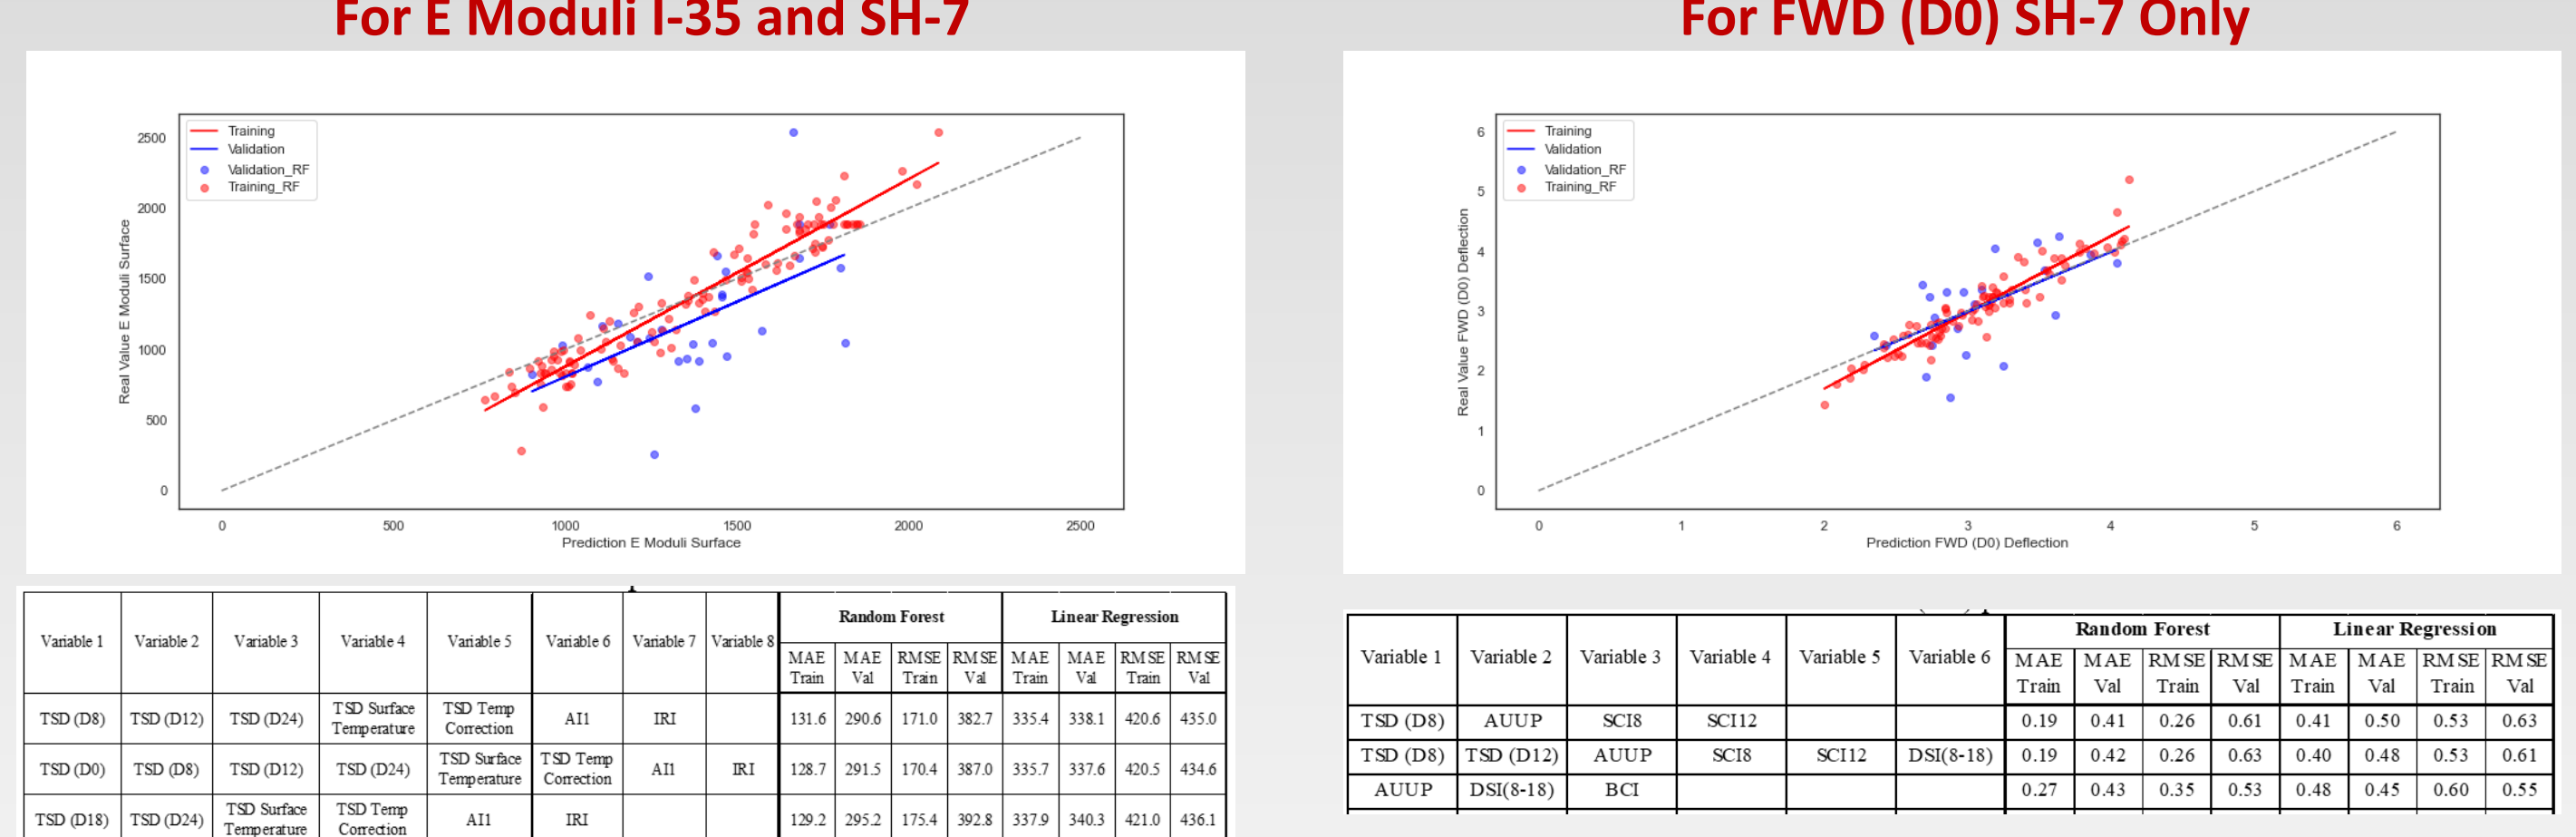 For E Moduli I-35 and SH-7
2500
2000
1500
1000
500
0
Real Value E Moduli Surface
Training
Validation
Validation_RF
Training_RF
0 500 1000 1500 2000 2500
Prediction E Moduli Surface
Variable 1 Variable 2 Variable 3 Variable 4 Variable 5 Variable 6 Variable 7 Variable 8 Random Forest Linear Regression
MAE Train MAE Val RMSE Train RMSE Val MAE Train MAE Val RMSE Train RMSE Val
TSD (D8) TSD (D12) TSD (D24) TSD Surface Temperature TSD Temp Correction AI1 IRI 131.6 290.6 171.0 382.7 335.4 338.1 420.6 435.0
TSD (D0) TSD (D8) TSD (D12) TSD (D24) TSD Surface Temperature TSD Temp Correction AI1 IRI 128.7 291.5 170.4 387.0 335.7 337.6 420.5 434.6
TSD (D18) TSD (D24) TSD Surface Temperature TSD Temp Correction AI1 IRI 129.2 295.2 175.4 392.8 337.9 340.3 421.0 436.1
For FWD (D0) SH-7 Only
6
5
4
3
2
1
0
Real Value FWD (D0) Deflection
Training
Validation
Validation_RF
Training_RF
0 1 2 3 4 5 6
Prediction FWD (D0) Deflection
Variable 1 Variable 2 Variable 3 Variable 4 Variable 5 Variable 6 Random Forest Linear Regression
MAE Train MAE Val RMSE Train RMSE Val MAE Train MAE Val RMSE Train RMSE Val
TSD (D8) AUUP SCI8 SCI12 0.19 0.41 0.26 0.61 0.41 0.50 0.53 0.63
TSD (D8) TSD (D12) AUUP SCI8 SCI12 DSI(8-18) 0.19 0.42 0.26 0.63 0.40 0.48 0.53 0.61
AUUP DSI(8-18) BCI 0.27 0.43 0.35 0.53 0.48 0.45 0.60 0.55